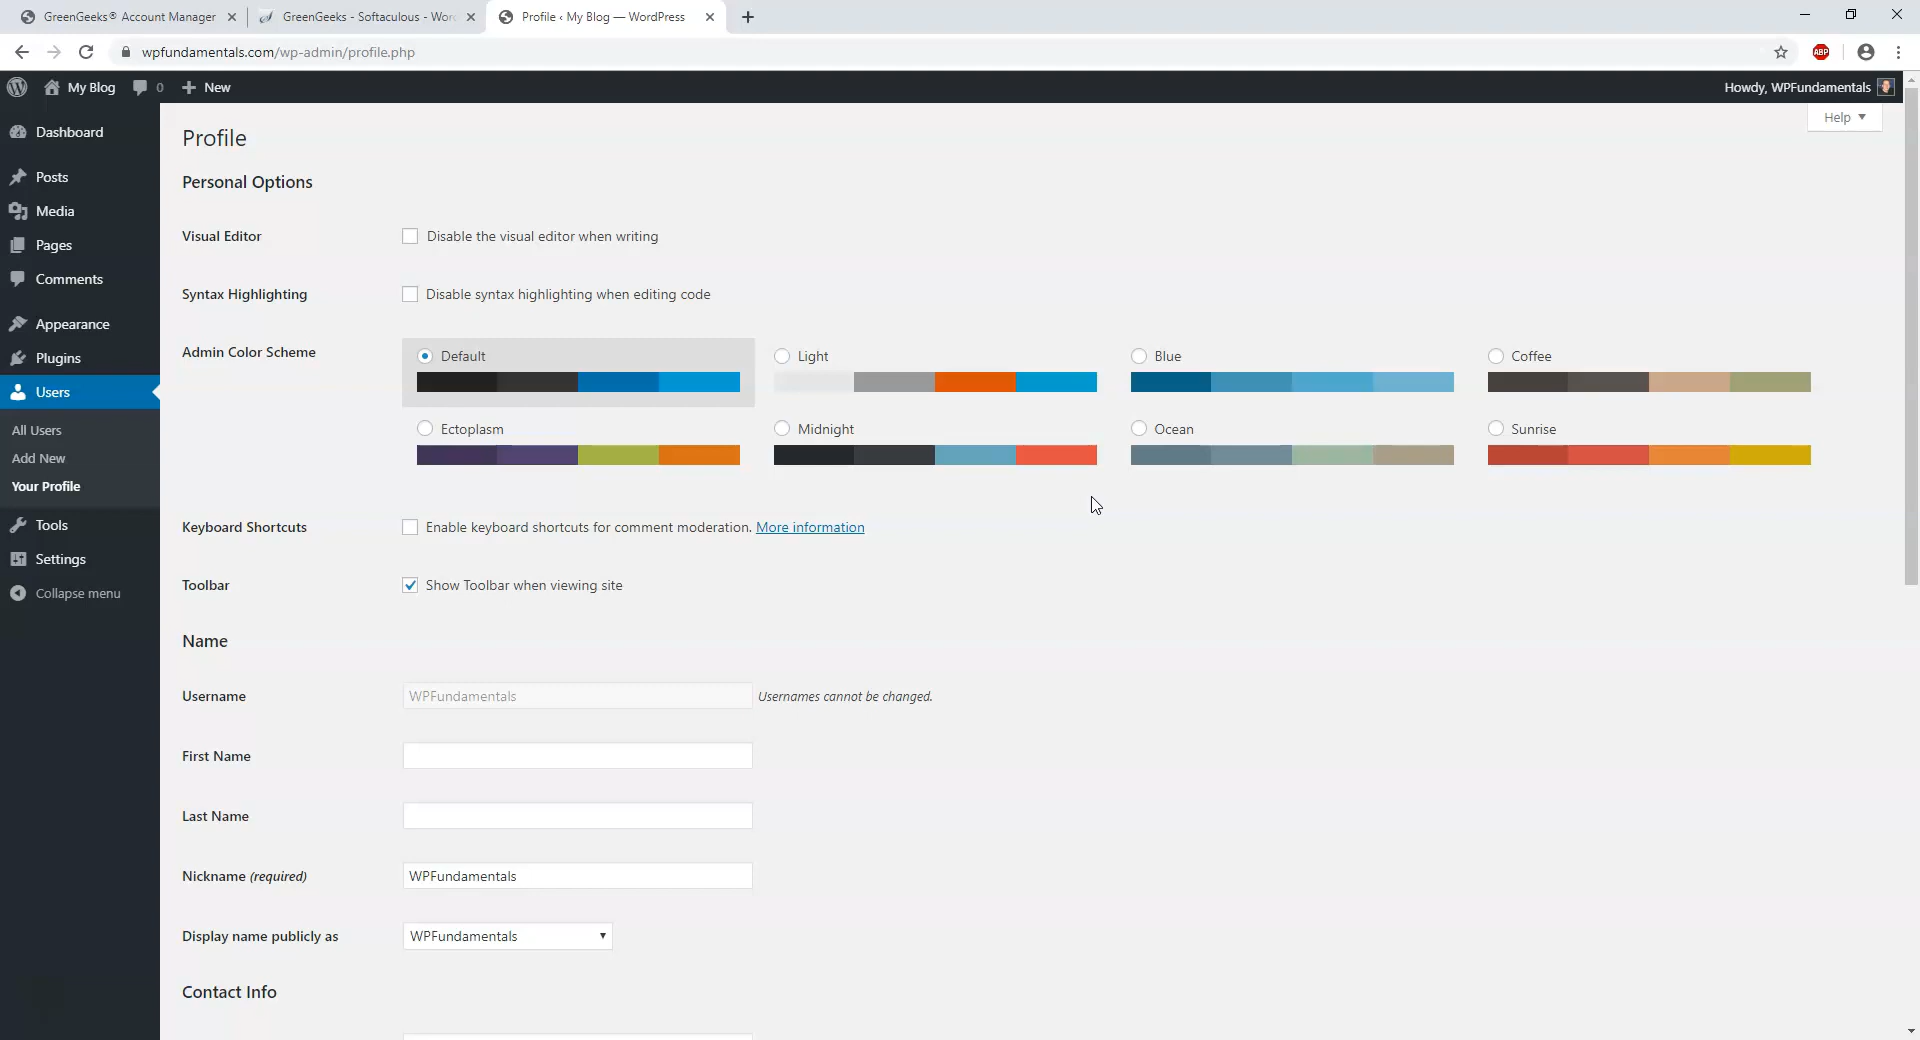 GreenGeeks® Account Manager
GreenGeeks - Softaculous - Wor
Profile ‹ My Blog — WordPress
wpfundamentals.com/wp-admin/profile.php
ABP
My Blog
0
New
Howdy, WPFundamentals
Help
Dashboard
Posts
Media
Pages
Comments
Appearance
Plugins
Users
All Users
Add New
Your Profile
Tools
Settings
Collapse menu
Profile
Personal Options
Visual Editor
Disable the visual editor when writing
Syntax Highlighting
Disable syntax highlighting when editing code
Admin Color Scheme
Default
Light
Blue
Coffee
Ectoplasm
Midnight
Ocean
Sunrise
Keyboard Shortcuts
Enable keyboard shortcuts for comment moderation. More information
Toolbar
Show Toolbar when viewing site
Name
Username
WPFundamentals
Usernames cannot be changed.
First Name
Last Name
Nickname (required)
WPFundamentals
Display name publicly as
WPFundamentals
Contact Info